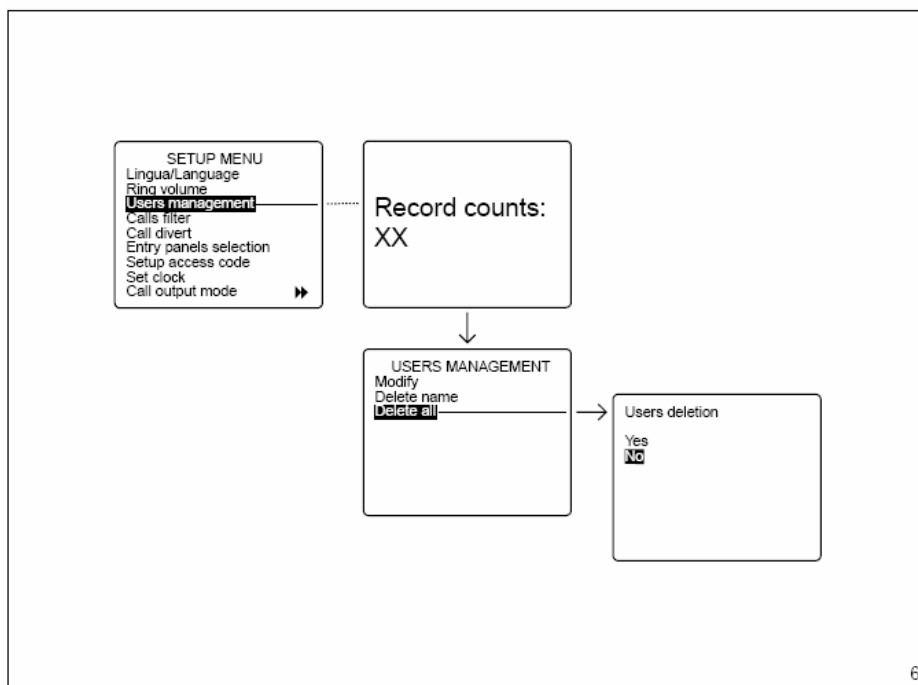 SETUP MENU
Lingua/Language
Ring volume
Users management
Calls filter
Call divert
Entry panels selection
Setup access code
Set clock
Call output mode
Record counts:
XX
USERS MANAGEMENT
Modify
Delete name
Delete all
Users deletion
Yes
No
6